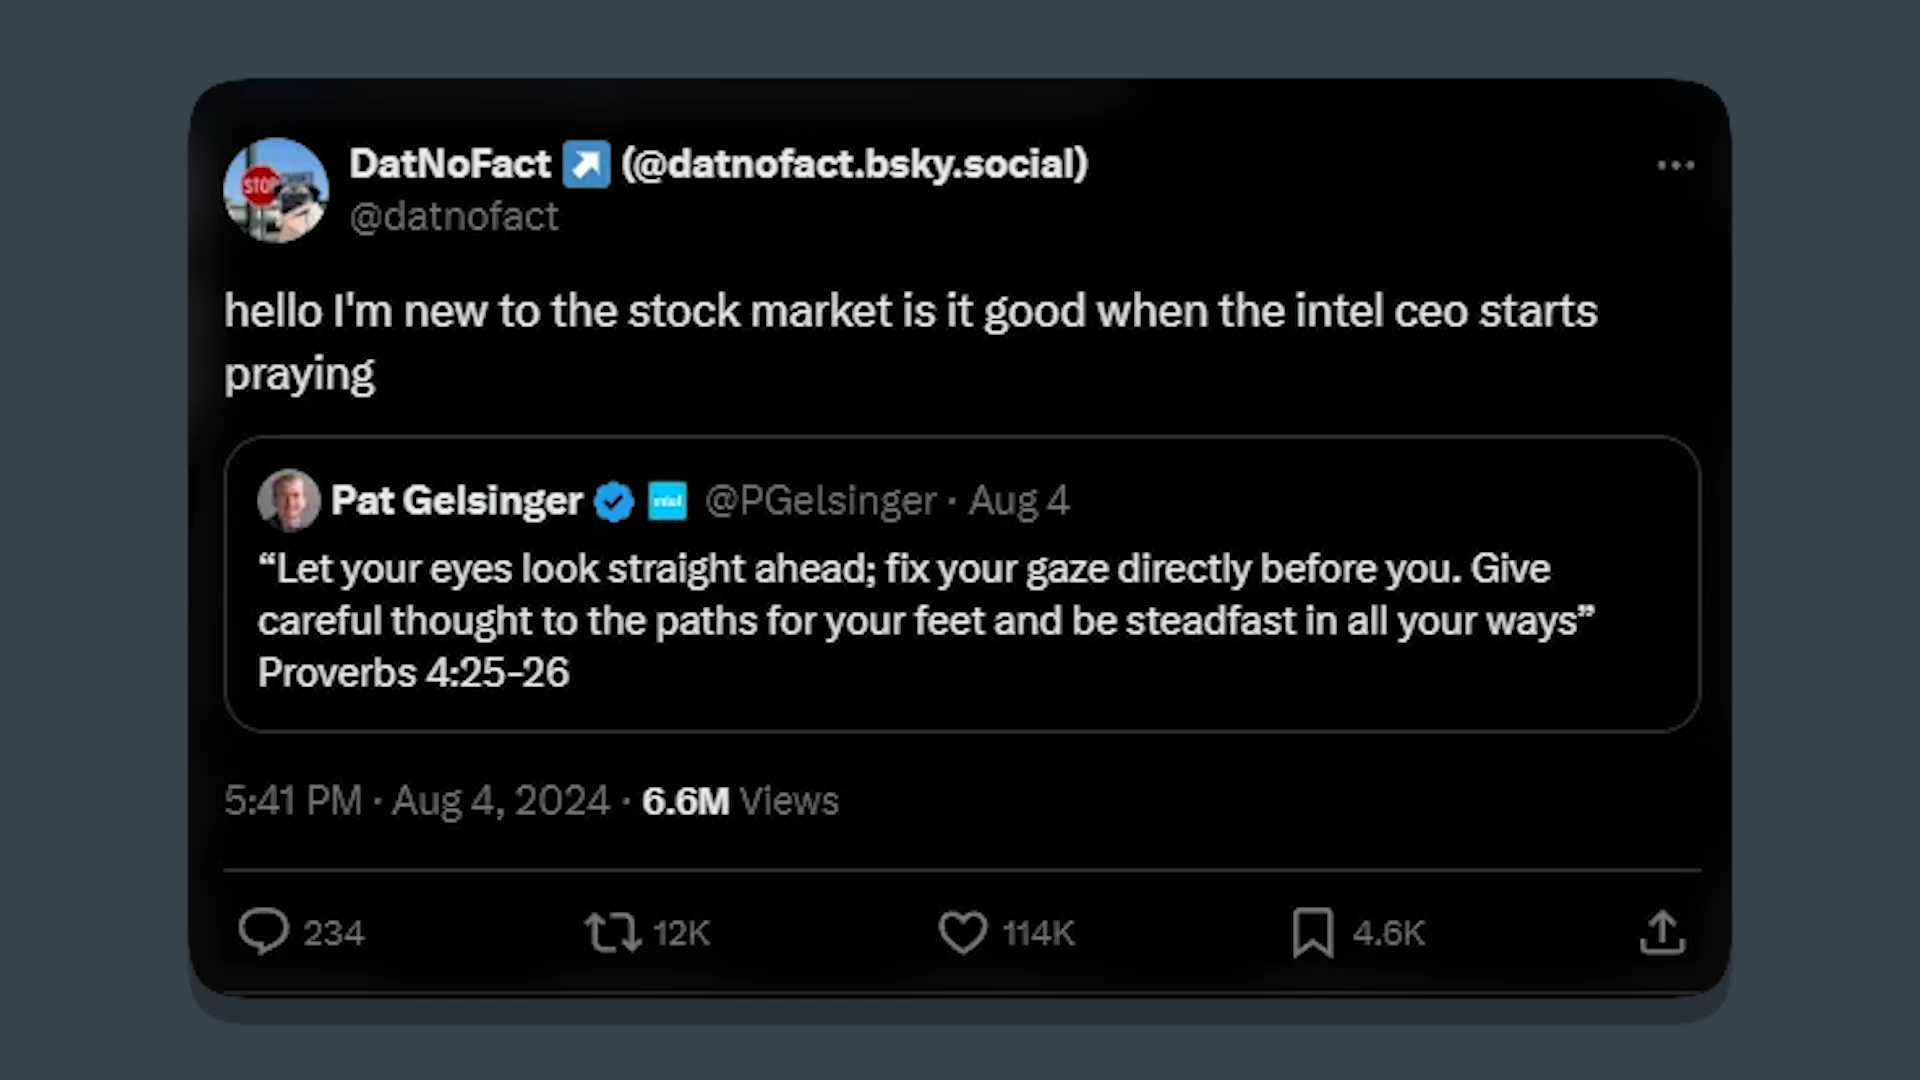 STOP
DatNoFact ↗️ (@datnofact.bsky.social)
@datnofact
hello I'm new to the stock market is it good when the intel ceo starts
praying
Pat Gelsinger intel @PGelsinger · Aug 4
“Let your eyes look straight ahead; fix your gaze directly before you. Give
careful thought to the paths for your feet and be steadfast in all your ways”
Proverbs 4:25-26
5:41 PM · Aug 4, 2024 · 6.6M Views
234 12K 114K 4.6K